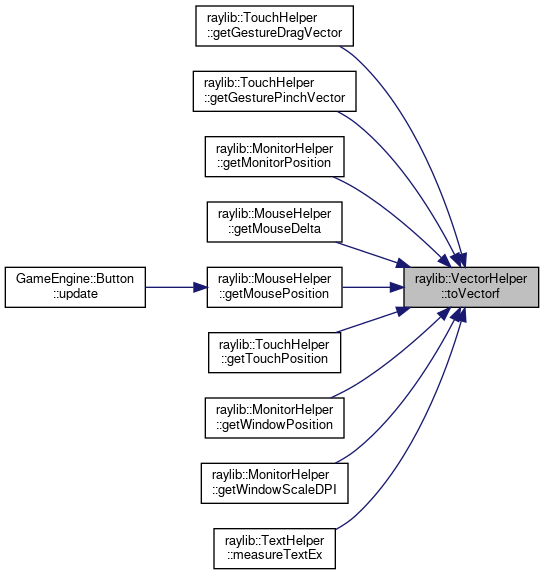 raylib::TouchHelper
::getGestureDragVector
raylib::TouchHelper
::getGesturePinchVector
raylib::MonitorHelper
::getMonitorPosition
raylib::MouseHelper
::getMouseDelta
GameEngine::Button
::update
raylib::MouseHelper
::getMousePosition
raylib::VectorHelper
::toVectorf
raylib::TouchHelper
::getTouchPosition
raylib::MonitorHelper
::getWindowPosition
raylib::MonitorHelper
::getWindowScaleDPI
raylib::TextHelper
::measureTextEx